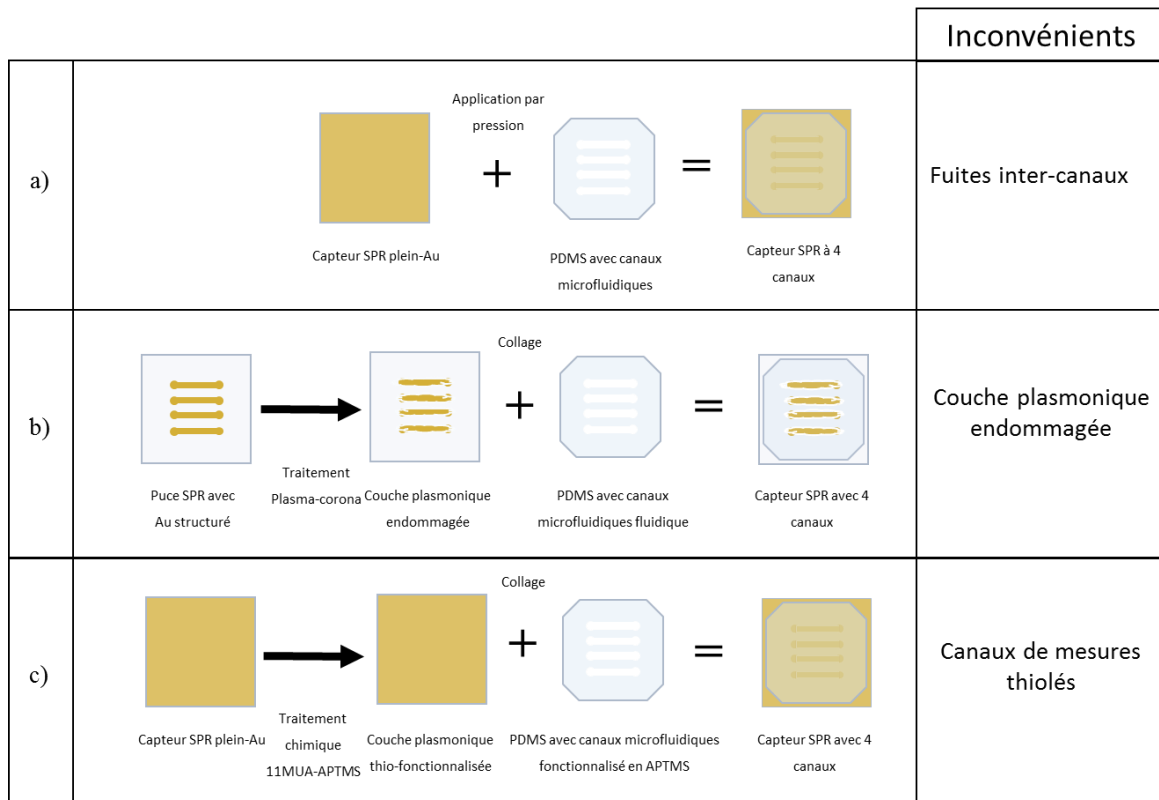 Inconvénients
a)
Application par
pression
+
=
Capteur SPR plein-Au
PDMS avec canaux
microfluidiques
Capteur SPR à 4
canaux
Fuites inter-canaux
b)
Collage
+
=
Traitement
Plasma-corona
Puce SPR avec
Au structuré
Couche plasmonique
endommagée
PDMS avec canaux
microfluidiques fluidique
Capteur SPR avec 4
canaux
Couche plasmonique
endommagée
c)
Collage
+
=
Capteur SPR plein-Au
Traitement
chimique
11MUA-APTMS
Couche plasmonique
thio-fonctionnalisée
PDMS avec canaux microfluidiques
fonctionnalisé en APTMS
Capteur SPR avec 4
canaux
Canaux de mesures
thiolés